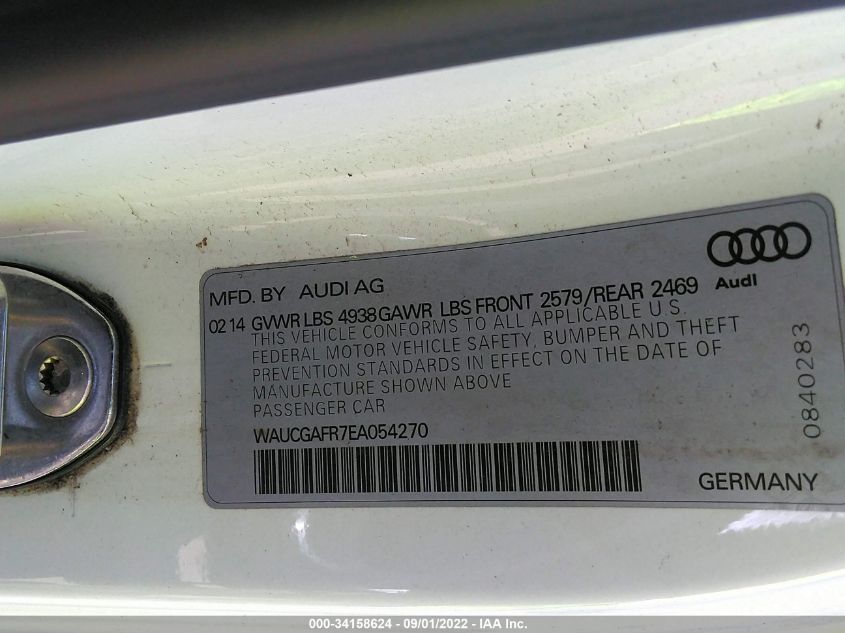 Audi
MFD. BY AUDI AG
02 14 GVWR LBS 4938 GAWR LBS FRONT 2579/REAR 2469
THIS VEHICLE CONFORMS TO ALL APPLICABLE U S.
FEDERAL MOTOR VEHICLE SAFETY, BUMPER AND THEFT
PREVENTION STANDARDS IN EFFECT ON THE DATE OF
MANUFACTURE SHOWN ABOVE
PASSENGER CAR
WAUCGAFR7EA054270
0840283
GERMANY
000-34158624 - 09/01/2022 - IAA Inc.